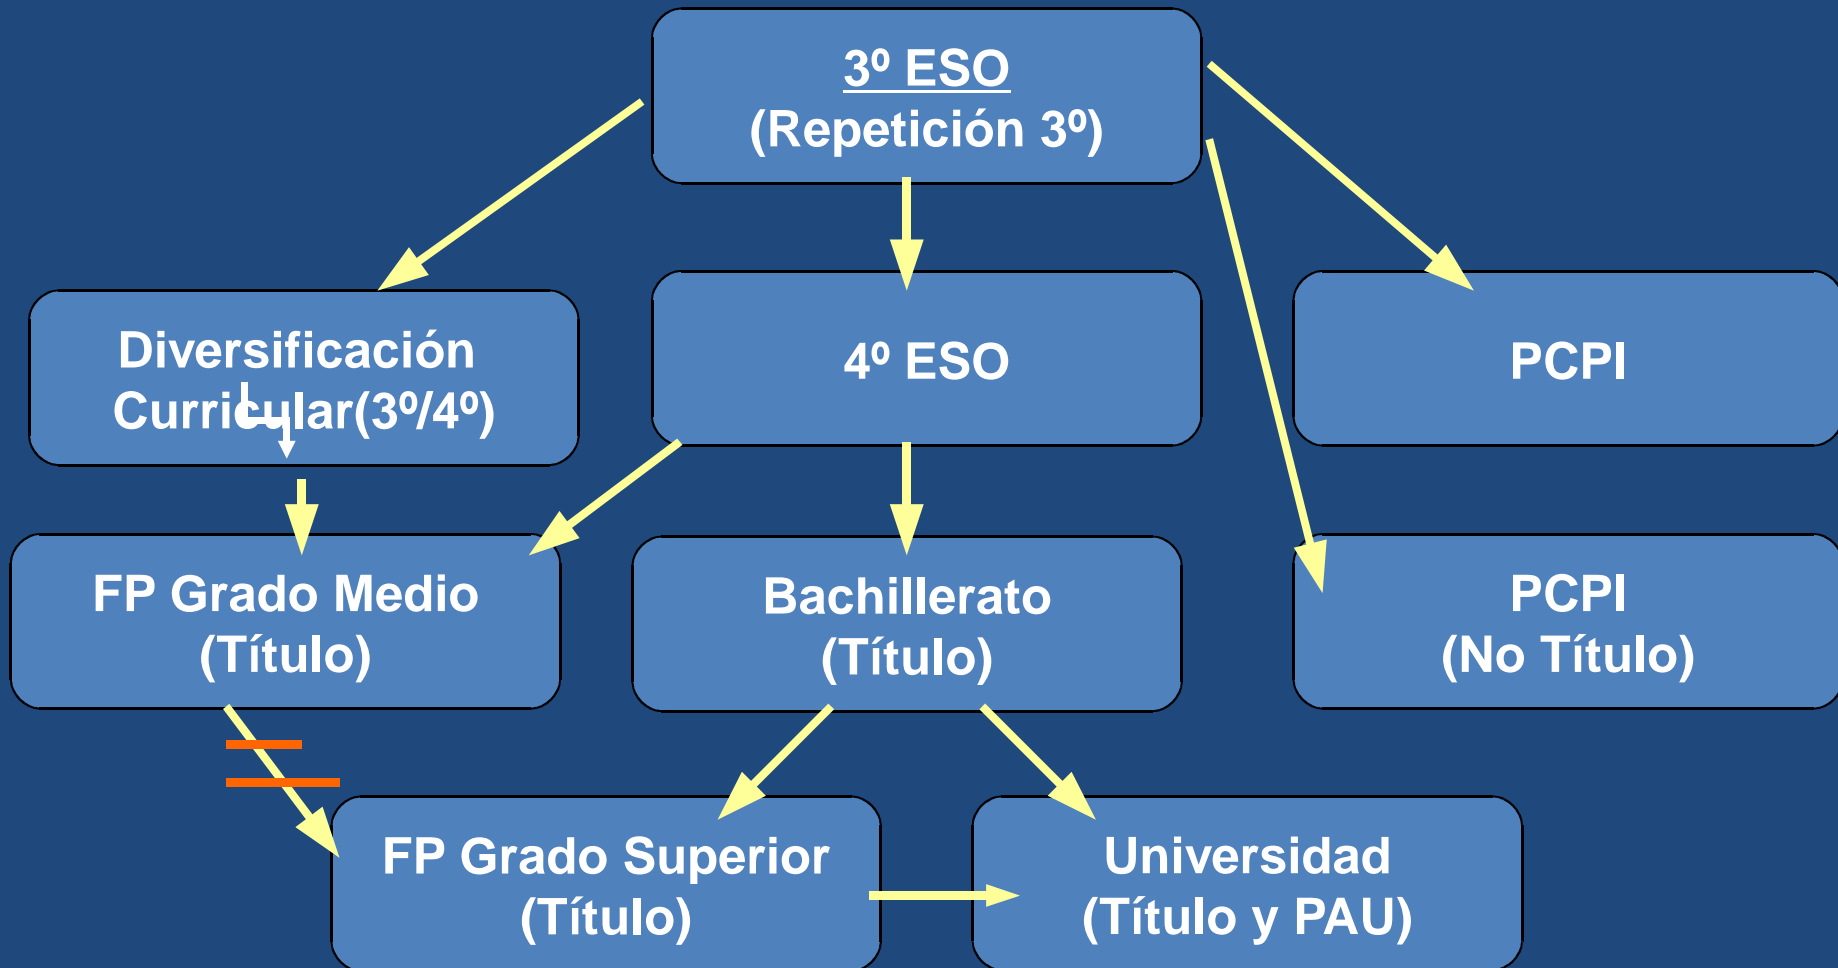 3º ESO
(Repetición 3º)
Diversificación
Curricular(3º/4º)
4º ESO
PCPI
FP Grado Medio
(Título)
Bachillerato
(Título)
PCPI
(No Título)
FP Grado Superior
(Título)
Universidad
(Título y PAU)